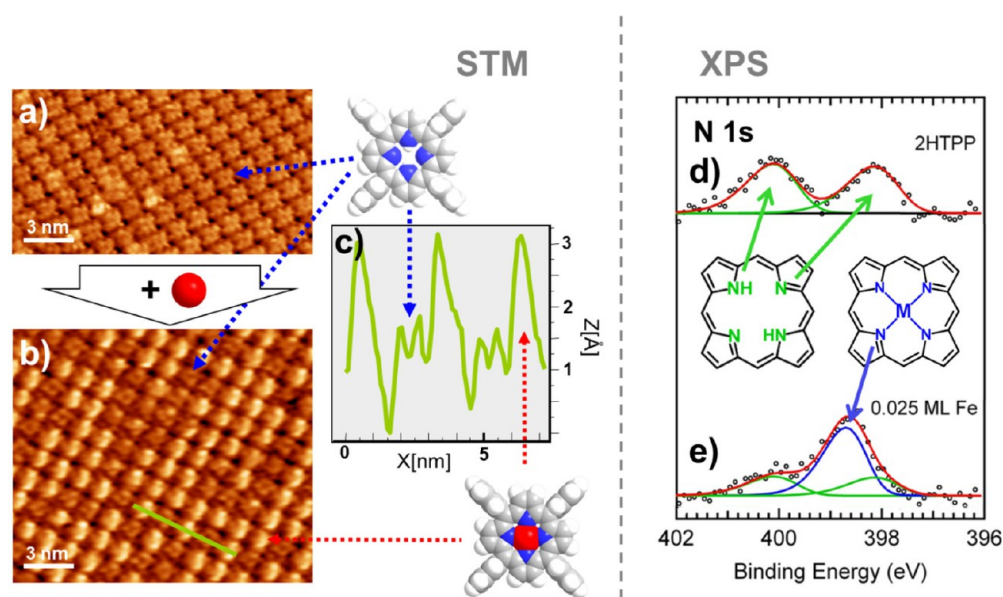 STM
XPS
a)
3 nm
+
b)
3 nm
c)
3
2
1
Z[Å]
0
5
X[nm]
N 1s
2HTPP
d)
NH
N
N
HN
N
N
M
N
N
0.025 ML Fe
e)
402
400
398
396
Binding Energy (eV)